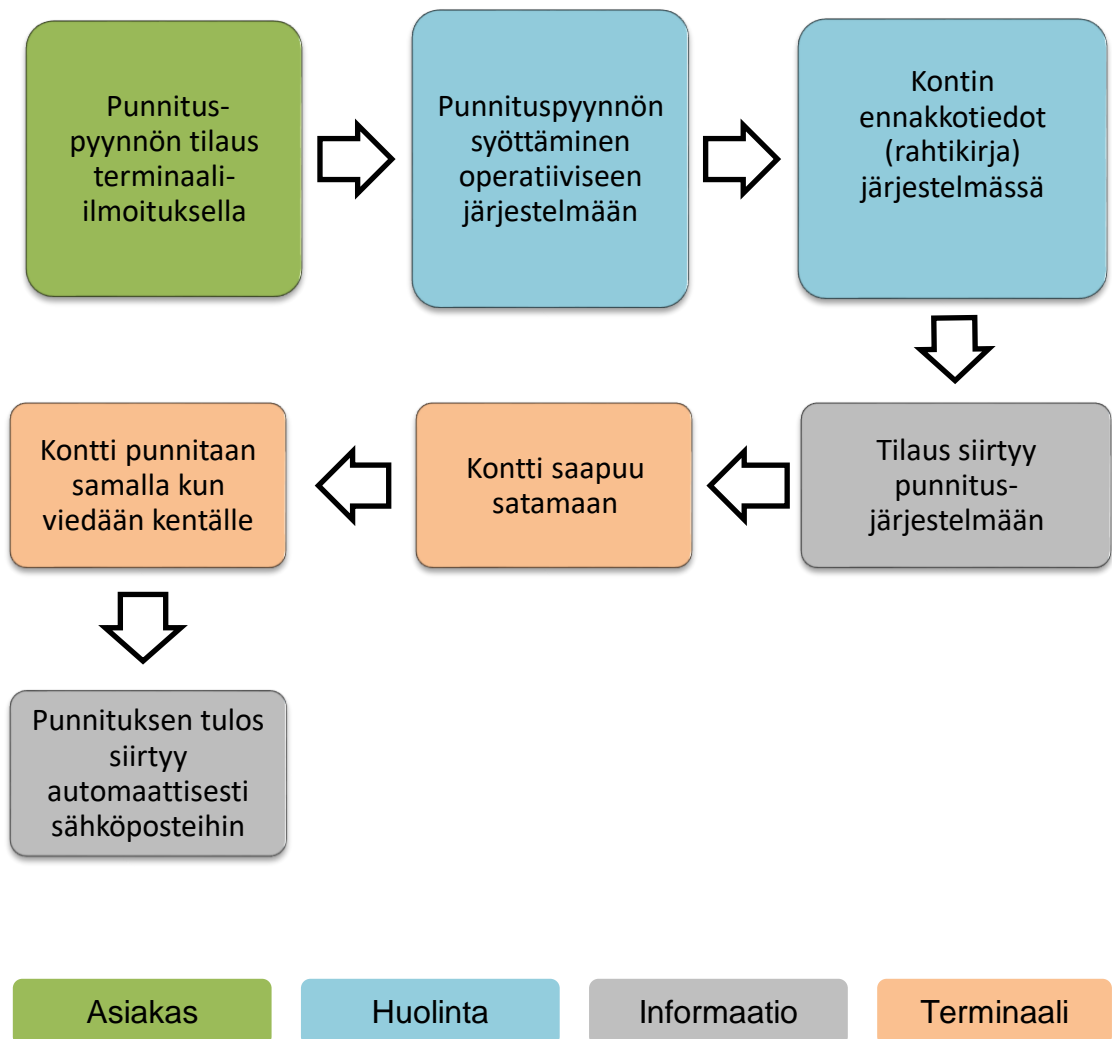 Punnitus-
pyynnön tilaus
terminaali-
ilmoituksella
Punnituspyynnön
syöttäminen
operatiiviseen
järjestelmään
Kontin
ennakkotiedot
(rahtikirja)
järjestelmässä
Tilaus siirtyy
punnitus-
järjestelmään
Kontti saapuu
satamaan
Kontti punnitaan
samalla kun
viedään kentälle
Punnituksen tulos
siirtyy
automaattisesti
sähköposteihin
Asiakas
Huolinta
Informaatio
Terminaali